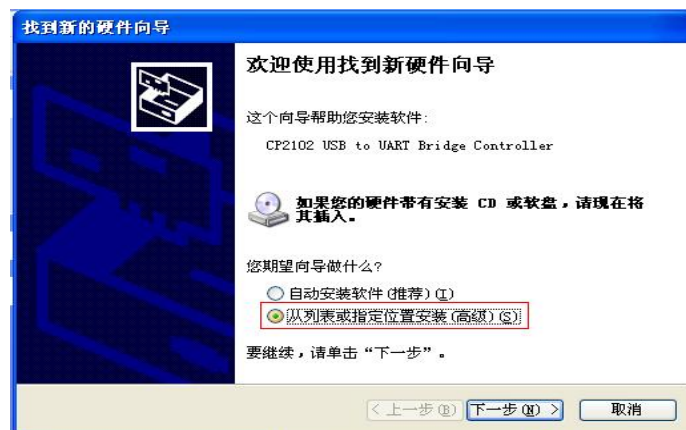 找到新的硬件向导
欢迎使用找到新硬件向导
这个向导帮助您安装软件:
CP2102 USB to UART Bridge Controller
如果您的硬件带有安装 CD 或软盘，请现在将
其插入。
您期望向导做什么?
自动安装软件(推荐)(I)
从列表或指定位置安装(高级)(S)
要继续，请单击“下一步”。
< 上一步(B)
下一步(N) >
取消